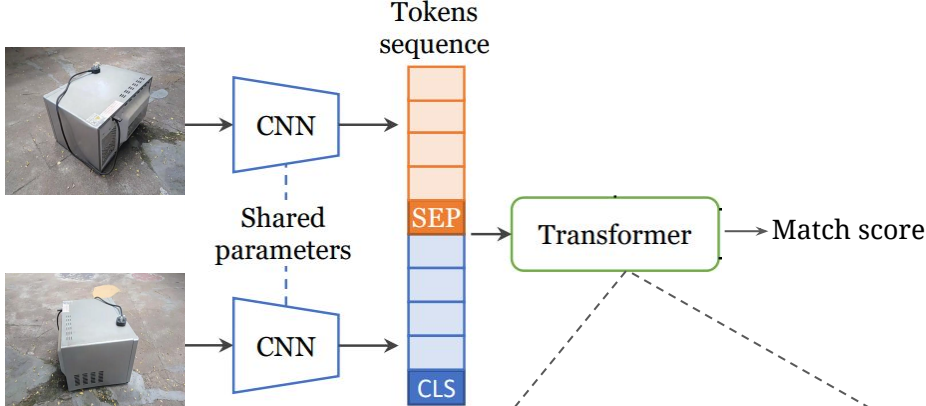 Tokens
sequence
CNN
SEP
Shared
parameters
Transformer
Match score
CNN
CLS